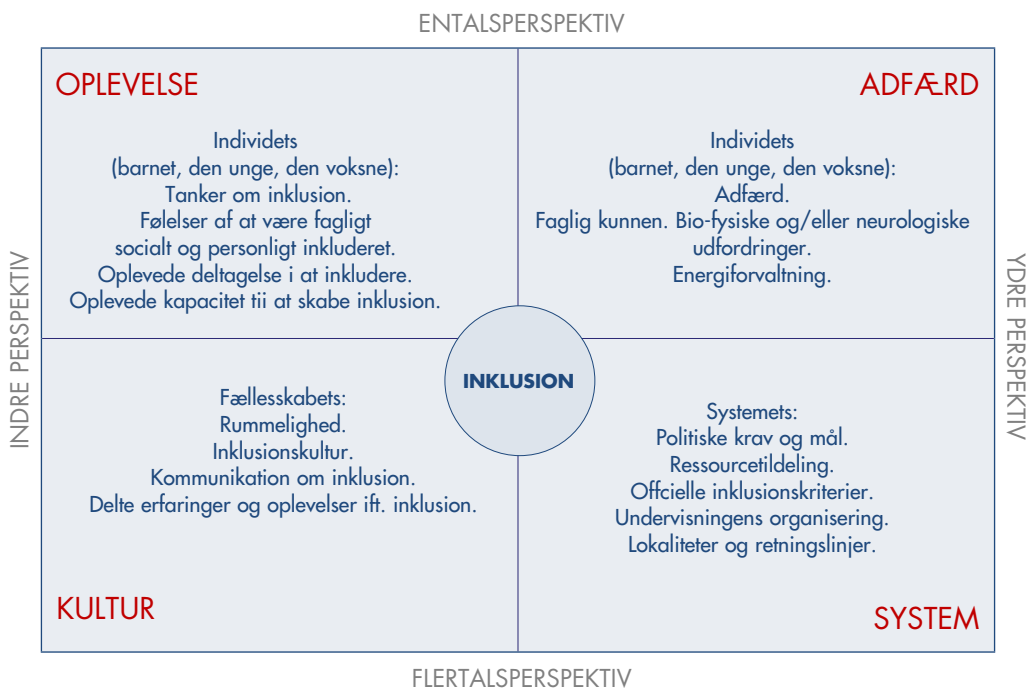 ENTALSPERSPEKTIV
OPLEVELSE
Individets
(barnet, den unge, den voksne):
Tanker om inklusion.
Følelser af at være fagligt
socialt og personligt inkluderet.
Oplevede deltagelse i at inkludere.
Oplevede kapacitet tii at skabe inklusion.
ADFÆRD
Individets
(barnet, den unge, den voksne):
Adfærd.
Faglig kunnen. Bio-fysiske og/eller neurologiske
udfordringer.
Energiforvaltning.
INDRE PERSPEKTIV
YDRE PERSPEKTIV
INKLUSION
Fællesskabets:
Rummelighed.
Inklusionskultur.
Kommunikation om inklusion.
Delte erfaringer og oplevelser ift. inklusion.
KULTUR
Systemets:
Politiske krav og mål.
Ressourcetildeling.
Offcielle inklusionskriterier.
Undervisningens organisering.
Lokaliteter og retningslinjer.
SYSTEM
FLERTALSPERSPEKTIV